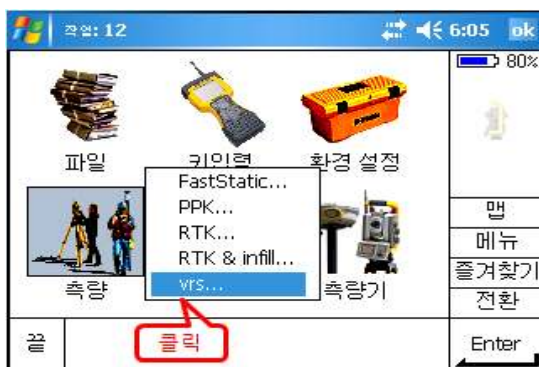 작업: 12
6:05
ok
80%
파일
키입력
환경 설정
FastStatic...
PPK...
RTK...
RTK & infill...
vrs...
측량
측량기
맵
메뉴
즐겨찾기
전환
끝
클릭
Enter